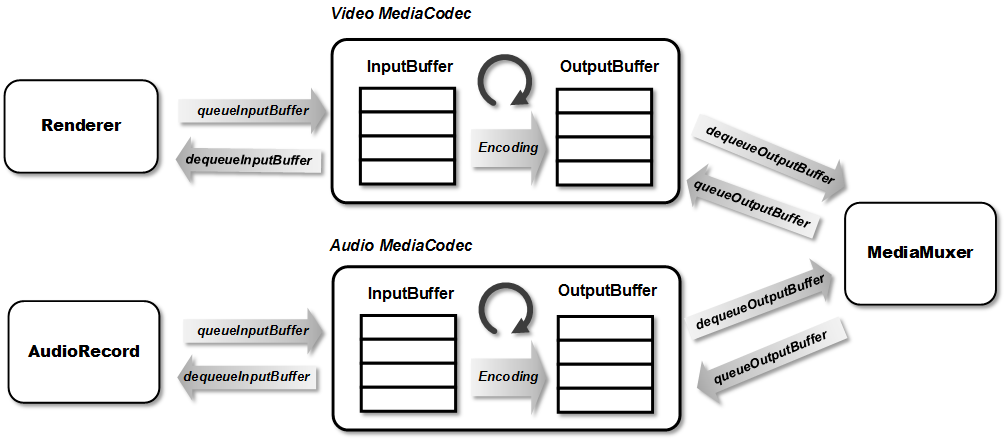 Video MediaCodec
InputBuffer
OutputBuffer
Renderer
queueInputBuffer
dequeueInputBuffer
Encoding
dequeueOutputBuffer
queueOutputBuffer
MediaMuxer
Audio MediaCodec
InputBuffer
OutputBuffer
AudioRecord
queueInputBuffer
dequeueInputBuffer
Encoding
dequeueOutputBuffer
queueOutputBuffer